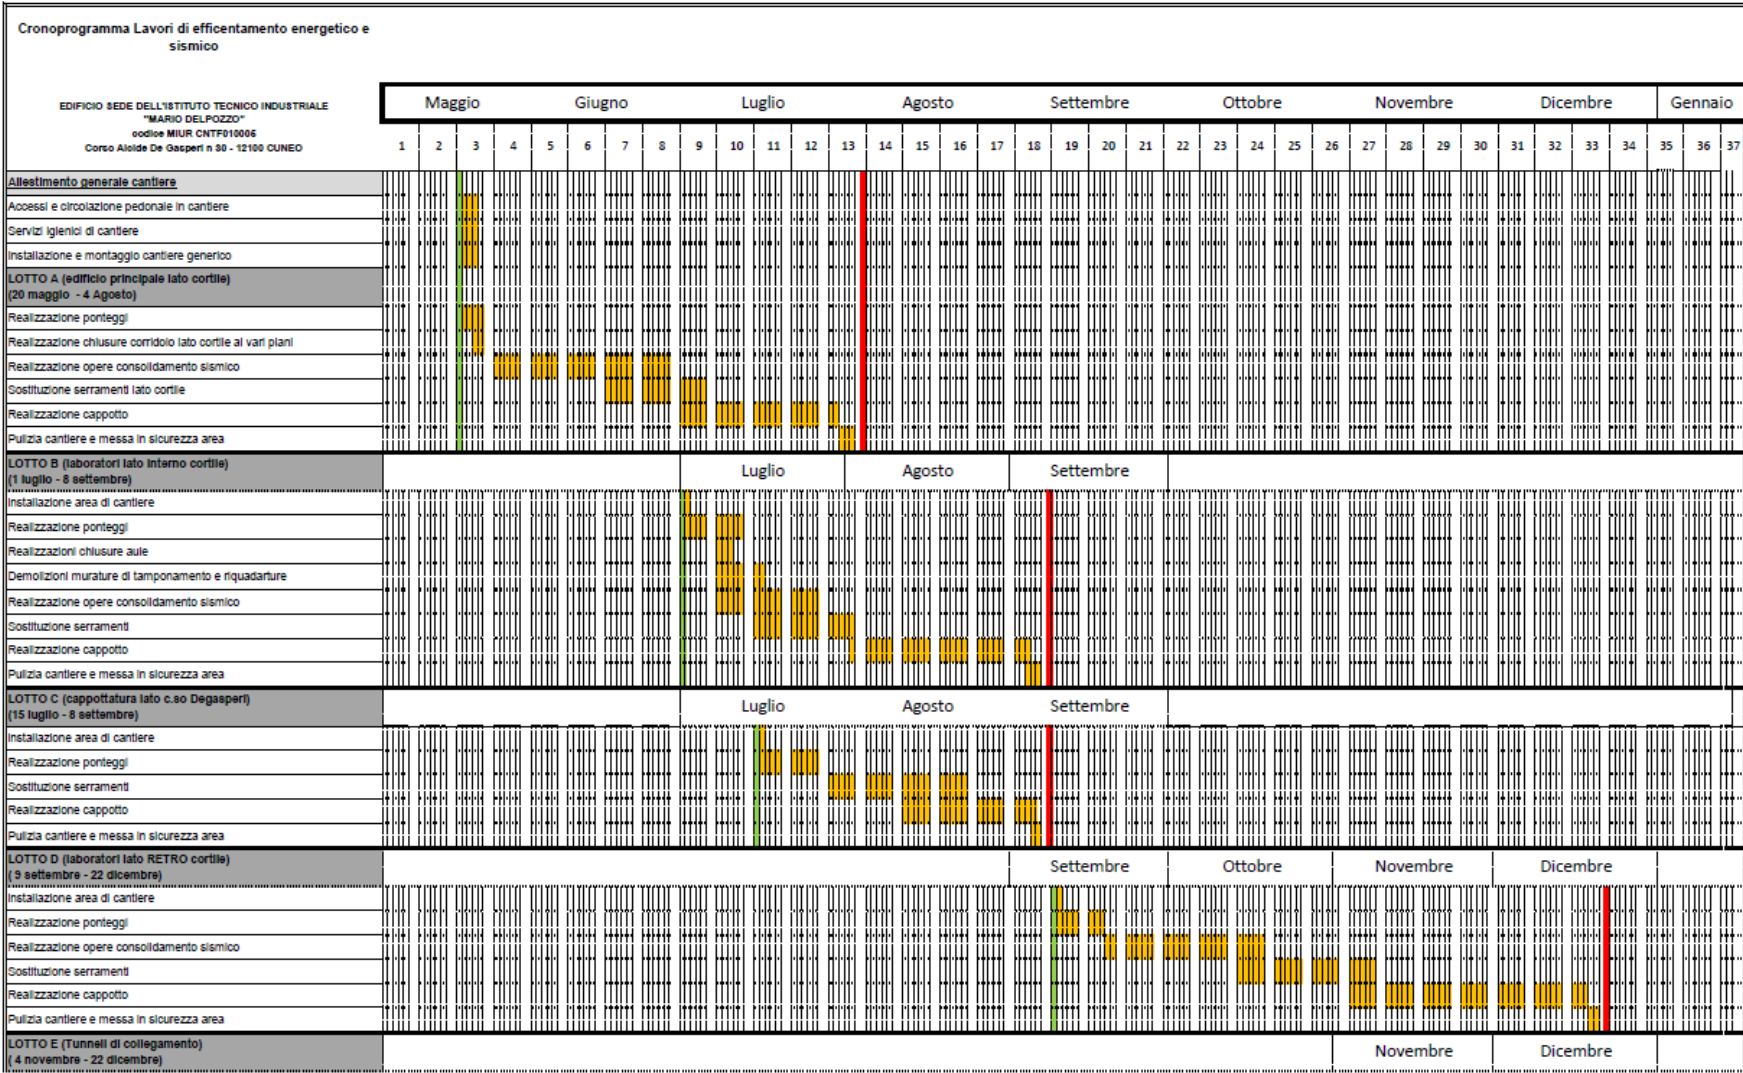 Cronoprogramma Lavori di efficentamento energetico e
sismico
EDIFICIO SEDE DELL'ISTITUTO TECNICO INDUSTRIALE
"MARIO DELPOZZO"
codice MIUR CNTF010005
Corso Alcide De Gasperi n 30 - 12100 CUNEO
Maggio Giugno Luglio Agosto Settembre Ottobre Novembre Dicembre Gennaio
1 2 3 4 5 6 7 8 9 10 11 12 13 14 15 16 17 18 19 20 21 22 23 24 25 26 27 28 29 30 31 32 33 34 35 36 37
Allestimento generale cantiere
Accessi e circolazione pedonale in cantiere
Servizi igienici di cantiere
Installazione e montaggio cantiere generico
LOTTO A (edificio principale lato cortile)
(20 maggio - 4 Agosto)
Realizzazione ponteggi
Realizzazione chiusure corridoio lato cortile ai vari piani
Realizzazione opere consolidamento sismico
Sostituzione serramenti lato cortile
Realizzazione cappotto
Pulizia cantiere e messa in sicurezza area
LOTTO B (laboratori lato interno cortile)
(1 luglio - 8 settembre)
Luglio Agosto Settembre
Installazione area di cantiere
Realizzazione ponteggi
Realizzazioni chiusure aule
Demolizioni murature di tamponamento e riquadarture
Realizzazione opere consolidamento sismico
Sostituzione serramenti
Realizzazione cappotto
Pulizia cantiere e messa in sicurezza area
LOTTO C (cappottatura lato c.so Degasperi)
(15 luglio - 8 settembre)
Luglio Agosto Settembre
Installazione area di cantiere
Realizzazione ponteggi
Sostituzione serramenti
Realizzazione cappotto
Pulizia cantiere e messa in sicurezza area
LOTTO D (laboratori lato RETRO cortile)
( 9 settembre - 22 dicembre)
Settembre Ottobre Novembre Dicembre
Installazione area di cantiere
Realizzazione ponteggi
Realizzazione opere consolidamento sismico
Sostituzione serramenti
Realizzazione cappotto
Pulizia cantiere e messa in sicurezza area
LOTTO E (Tunnell di collegamento)
( 4 novembre - 22 dicembre)
Novembre Dicembre